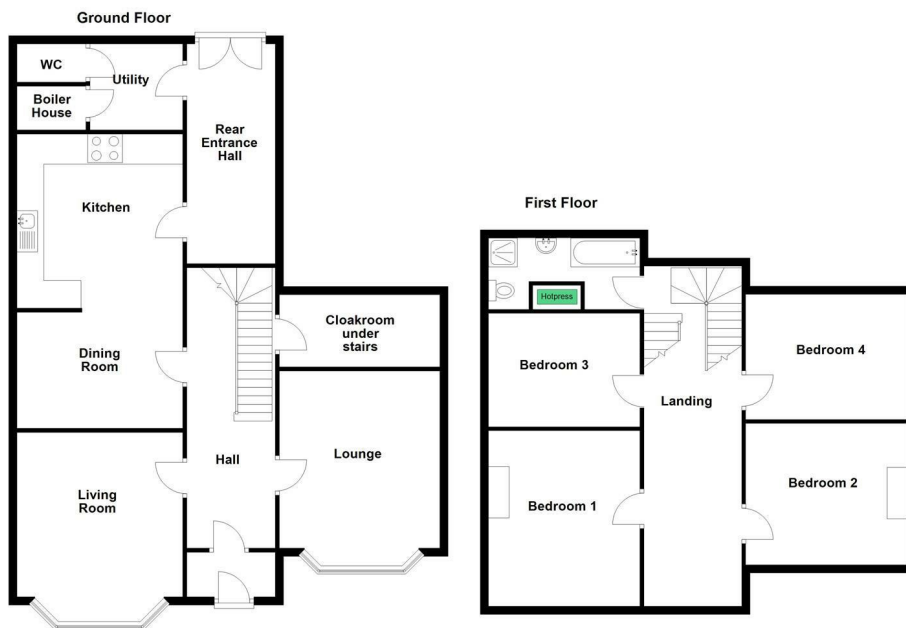 Ground Floor
WC
Utility
Boiler
House
Rear
Entrance
Hall
Kitchen
Dining
Room
Cloakroom
under
stairs
Hall
Lounge
Living
Room
First Floor
Hotpress
Bedroom 3
Bedroom 4
Landing
Bedroom 1
Bedroom 2